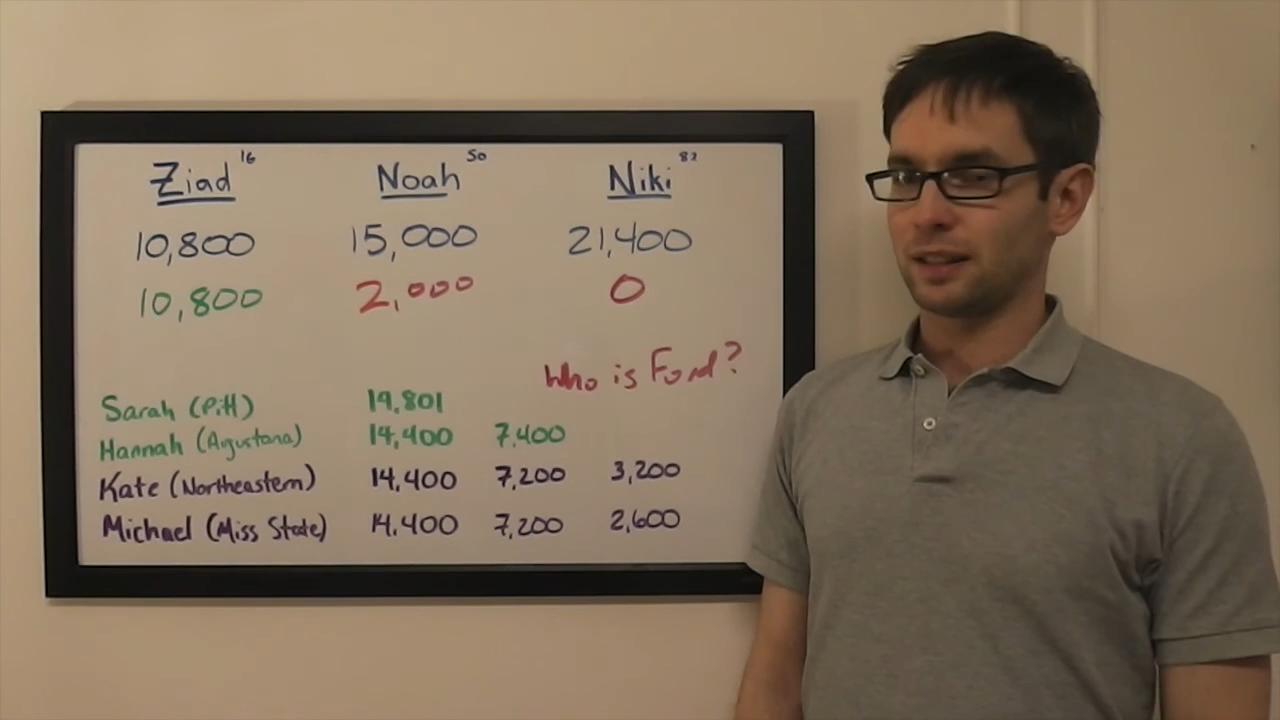 Ziad 16 Noah 50 Niki 82
10,800 15,000 21,400
10,800 2,000 0
Who is Ford?
Sarah (Pitt) 19,801
Hannah (Agustana) 14,400 7,400
Kate (Northeastern) 14,400 7,200 3,200
Michael (Miss State) 14,400 7,200 2,600